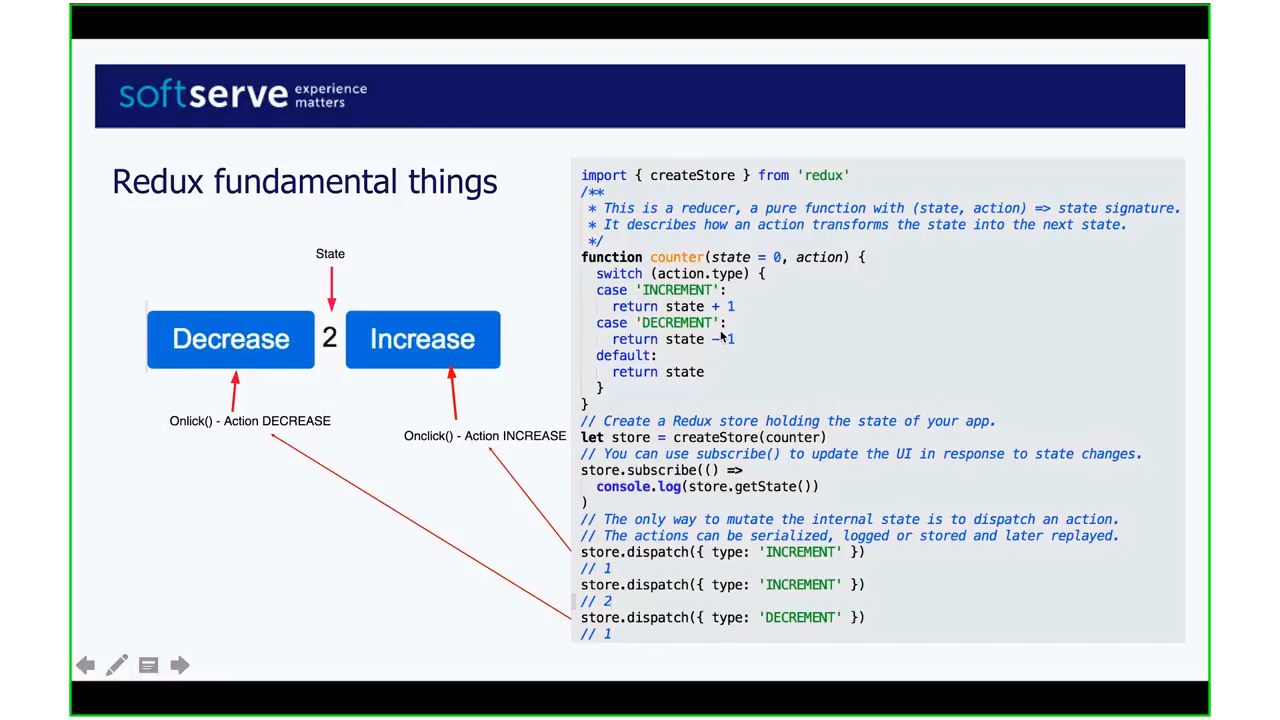 softserve experience matters
Redux fundamental things
State
Decrease 2 Increase
Onlick() - Action DECREASE
Onclick() - Action INCREASE
import { createStore } from 'redux'
/**
 * This is a reducer, a pure function with (state, action) => state signature.
 * It describes how an action transforms the state into the next state.
 */
function counter(state = 0, action) {
  switch (action.type) {
  case 'INCREMENT':
    return state + 1
  case 'DECREMENT':
    return state - 1
  default:
    return state
  }
}
// Create a Redux store holding the state of your app.
let store = createStore(counter)
// You can use subscribe() to update the UI in response to state changes.
store.subscribe(() =>
  console.log(store.getState())
)
// The only way to mutate the internal state is to dispatch an action.
// The actions can be serialized, logged or stored and later replayed.
store.dispatch({ type: 'INCREMENT' })
// 1
store.dispatch({ type: 'INCREMENT' })
// 2
store.dispatch({ type: 'DECREMENT' })
// 1